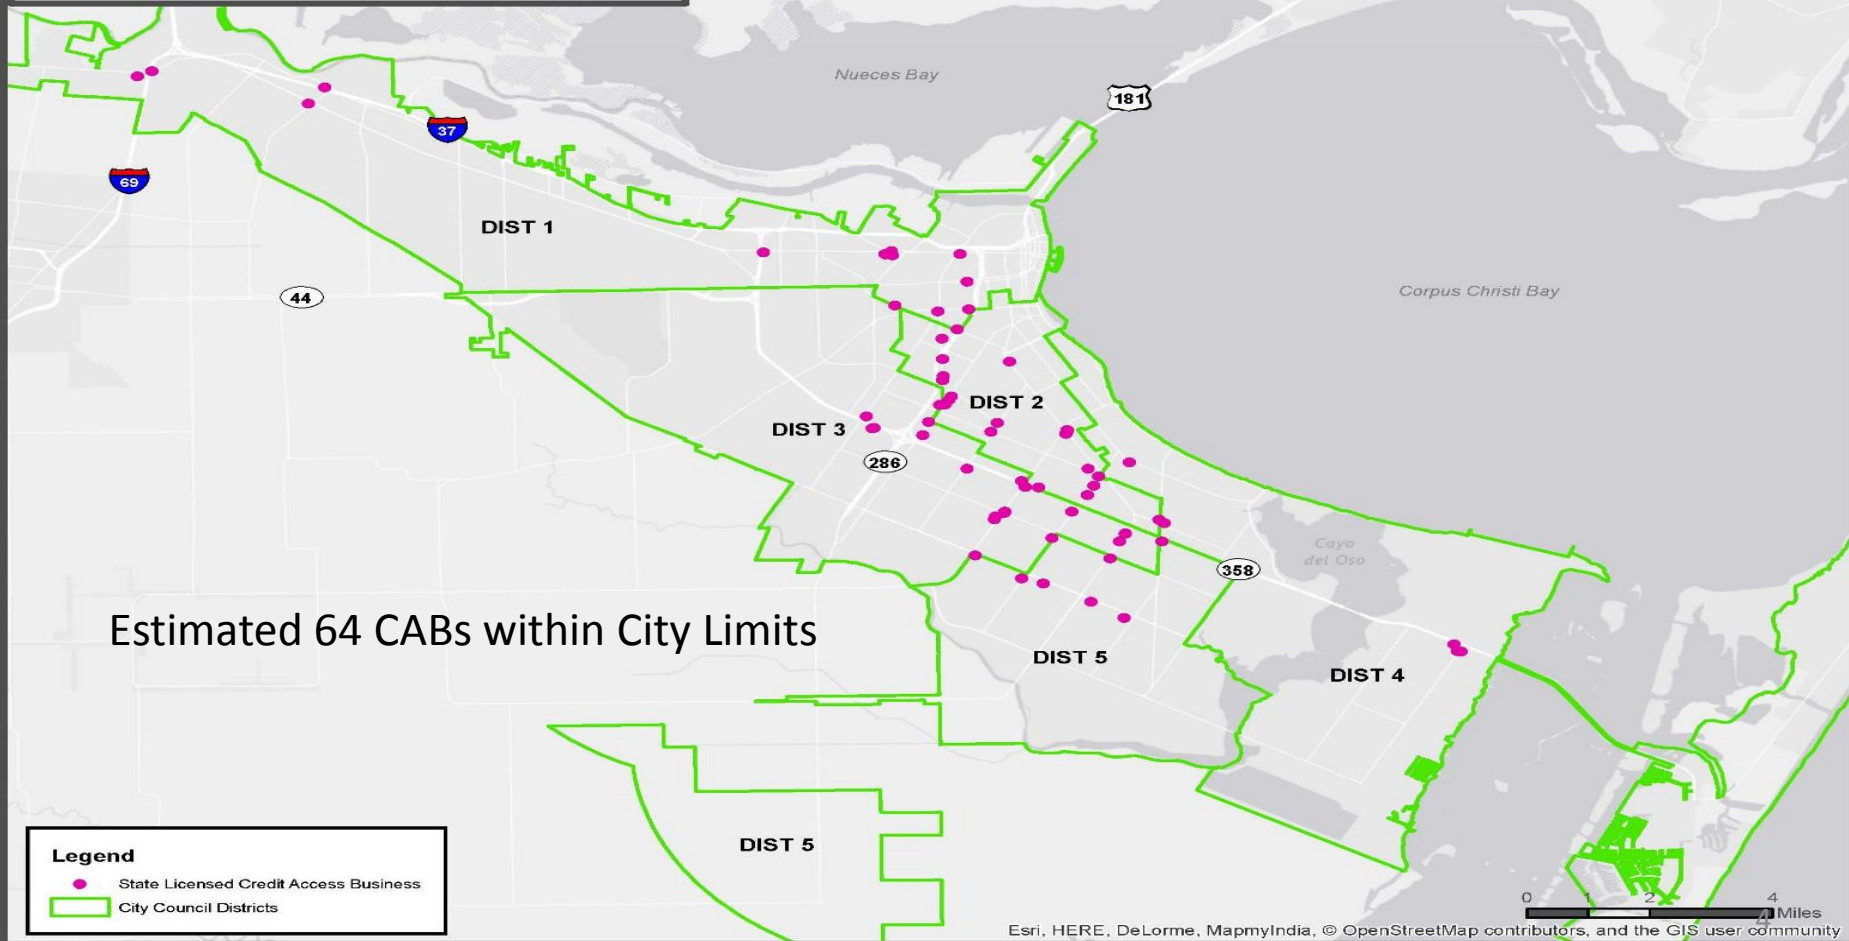 Nueces Bay
181
37
69
DIST 1
44
Corpus Christi Bay
DIST 2
DIST 3
286
Cayo
del Oso
358
Estimated 64 CABs within City Limits
DIST 5
DIST 4
DIST 5
Legend
State Licensed Credit Access Business
City Council Districts
0 1 2 4
Miles
4
Esri, HERE, DeLorme, MapmyIndia, © OpenStreetMap contributors, and the GIS user community